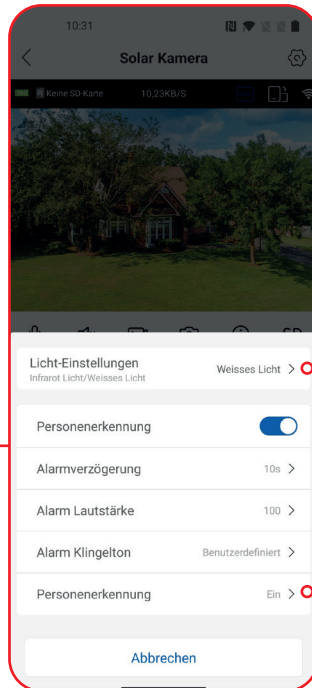 10:31
Solar Kamera
Keine SD-Karte 10,23KB/S
Licht-Einstellungen
Infrarot Licht/Weisses Licht
Weisses Licht
Personenerkennung
Alarmverzögerung 10s
Alarm Lautstärke 100
Alarm Klingelton Benutzerdefiniert
Personenerkennung Ein
Abbrechen